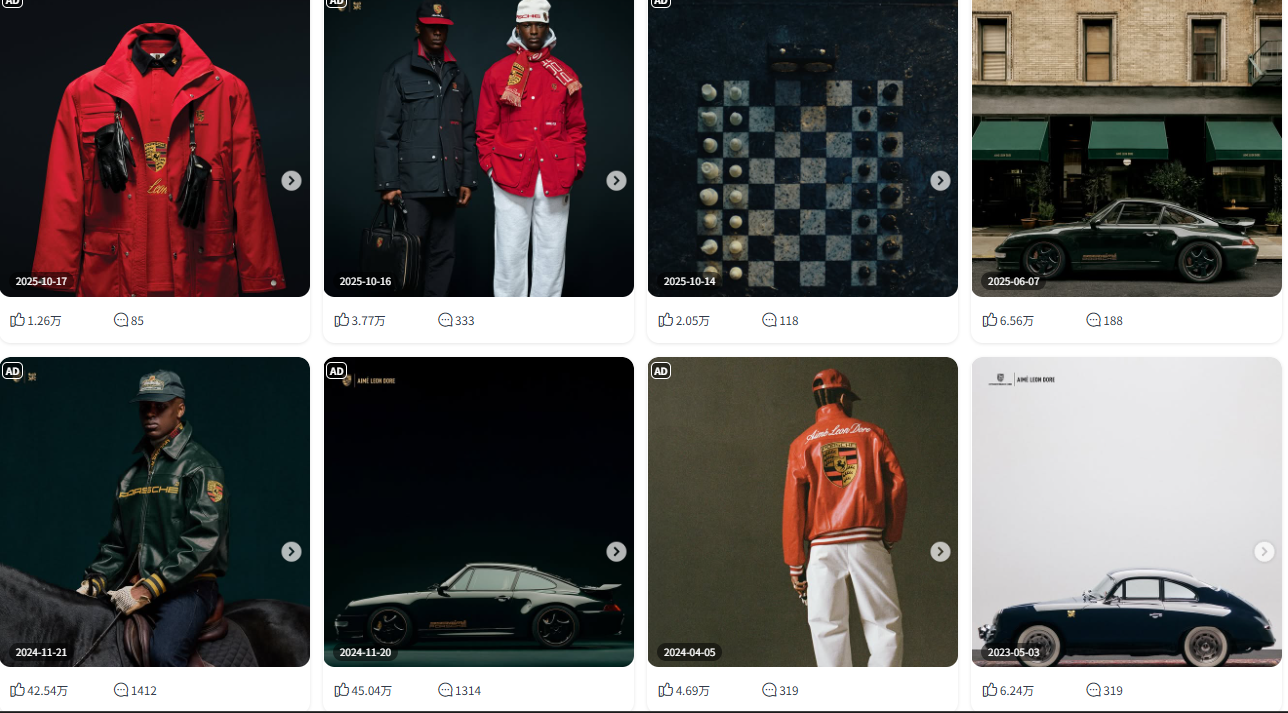 AD
AD
AD
2025-10-17
2025-10-16
2025-10-14
2025-06-07
1.26万
85
3.77万
333
2.05万
118
6.56万
188
AD
AD
AIMÉ LEON DORE
AD
Aimé Leon Dore
PORSCHE
AIMÉ LEON DORE
PORSCHE
2024-11-21
2024-11-20
2024-04-05
2023-05-03
42.54万
1412
45.04万
1314
4.69万
319
6.24万
319